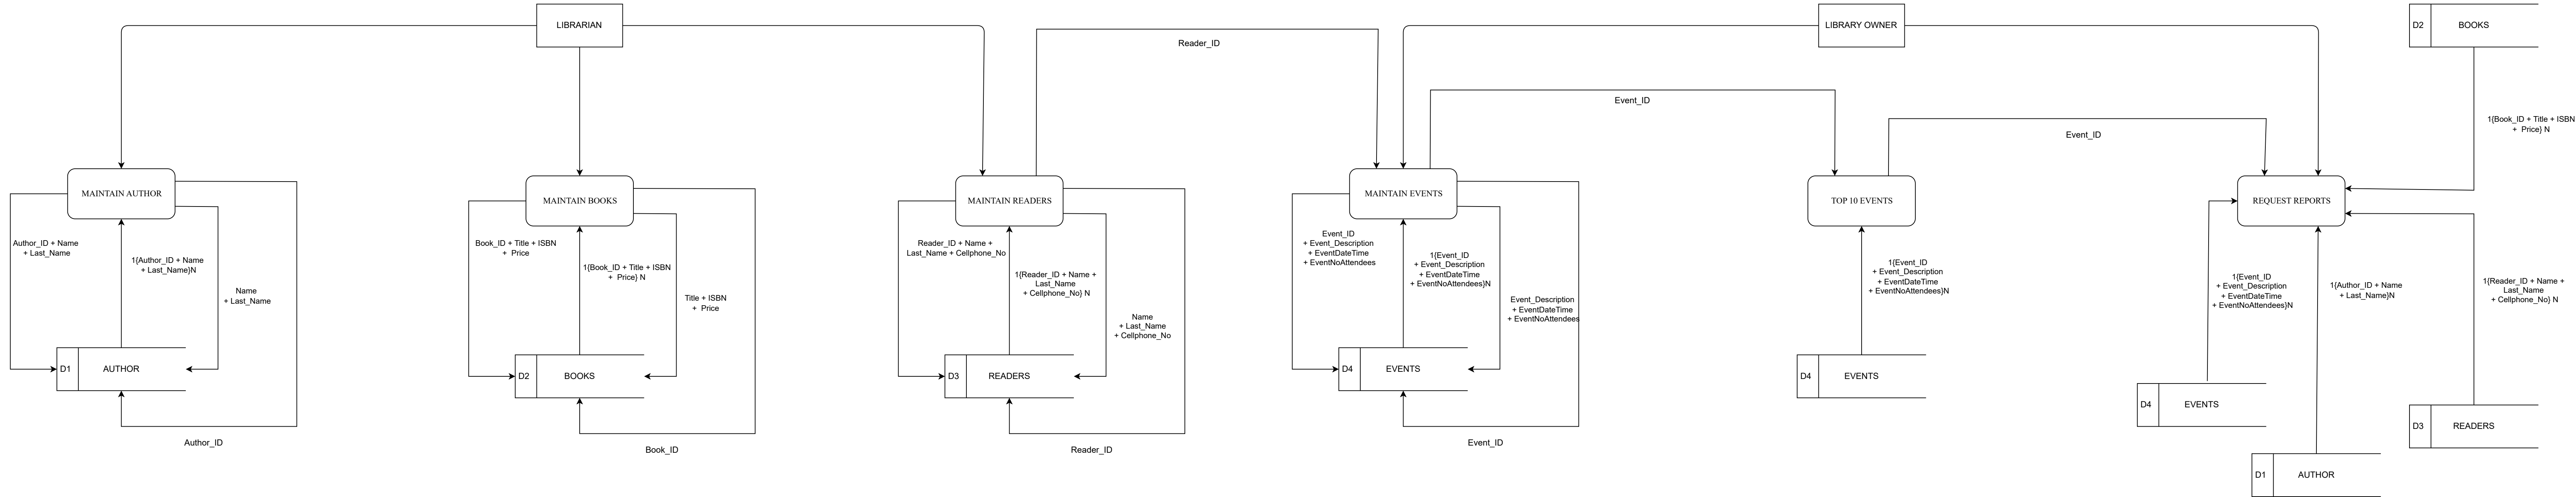 LIBRARIAN
LIBRARY OWNER
D2
BOOKS
Reader_ID
Event_ID
Event_ID
1{Book_ID + Title + ISBN
+ Price} N
MAINTAIN AUTHOR
MAINTAIN BOOKS
MAINTAIN READERS
MAINTAIN EVENTS
TOP 10 EVENTS
REQUEST REPORTS
Author_ID + Name
+ Last_Name
1{Author_ID + Name
+ Last_Name}N
Name
+ Last_Name
D1
AUTHOR
Author_ID
Book_ID + Title + ISBN
+ Price
1{Book_ID + Title + ISBN
+ Price} N
Title + ISBN
+ Price
D2
BOOKS
Book_ID
Reader_ID + Name +
Last_Name + Cellphone_No
1{Reader_ID + Name +
Last_Name
+ Cellphone_No} N
Name
+ Last_Name
+ Cellphone_No
D3
READERS
Reader_ID
Event_ID
+ Event_Description
+ EventDateTime
+ EventNoAttendees
1{Event_ID
+ Event_Description
+ EventDateTime
+ EventNoAttendees}N
Event_Description
+ EventDateTime
+ EventNoAttendees
D4
EVENTS
Event_ID
1{Event_ID
+ Event_Description
+ EventDateTime
+ EventNoAttendees}N
D4
EVENTS
1{Event_ID
+ Event_Description
+ EventDateTime
+ EventNoAttendees}N
D4
EVENTS
1{Author_ID + Name
+ Last_Name}N
D1
AUTHOR
1{Reader_ID + Name +
Last_Name
+ Cellphone_No} N
D3
READERS